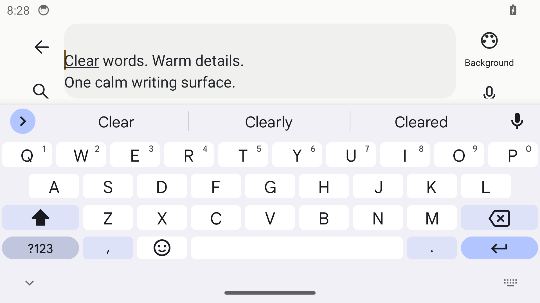 8:28
Clear words. Warm details.
One calm writing surface.
Background
Clear Clearly Cleared
Q 1 W 2 E 3 R 4 T 5 Y 6 U 7 I 8 O 9 P 0
A S D F G H J K L
Z X C V B N M
?123 , .